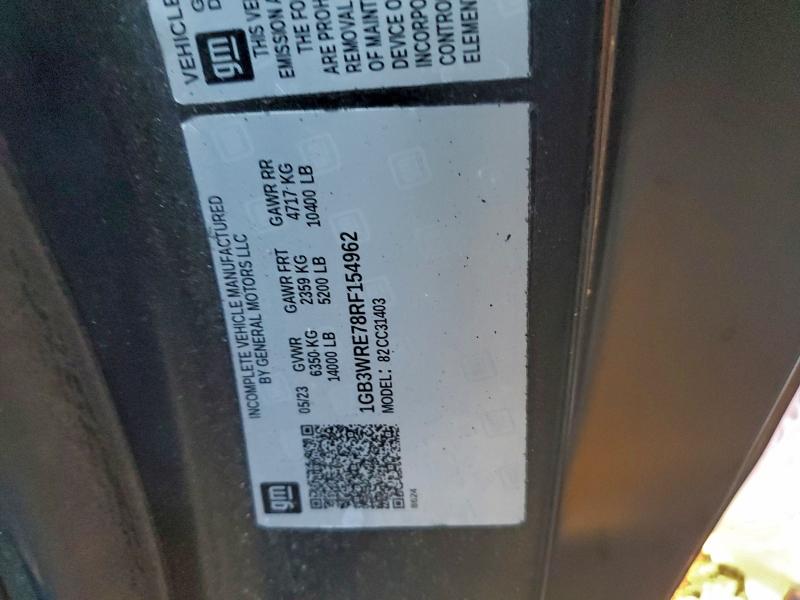 VEHICLE
gm
THIS VE
EMISSION
THE FO
ARE PROH
REMOVAL
OF MAINT
DEVICE O
INCORPO
CONTRO
ELEMEN
INCOMPLETE VEHICLE MANUFACTURED
BY GENERAL MOTORS LLC
05/23 GVWR GAWR FRT GAWR RR
6350 KG 2359 KG 4717 KG
14000 LB 5200 LB 10400 LB
1GB3WRE78RF154962
MODEL: 82CC31403
gm
8624